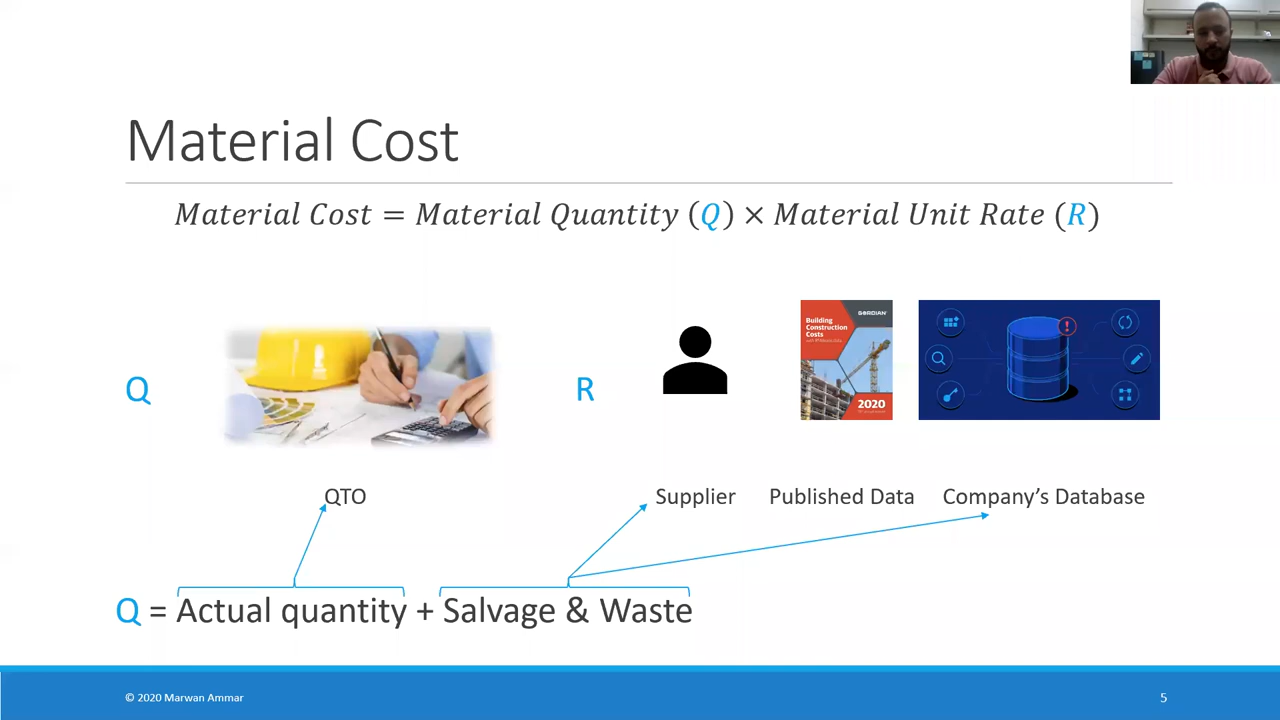 Material Cost
Material Cost = Material Quantity (Q) × Material Unit Rate (R)
Building
Construction
Costs
GORDIAN
2020
Q
R
QTO
Supplier
Published Data
Company's Database
Q = Actual quantity + Salvage & Waste
© 2020 Marwan Ammar
5